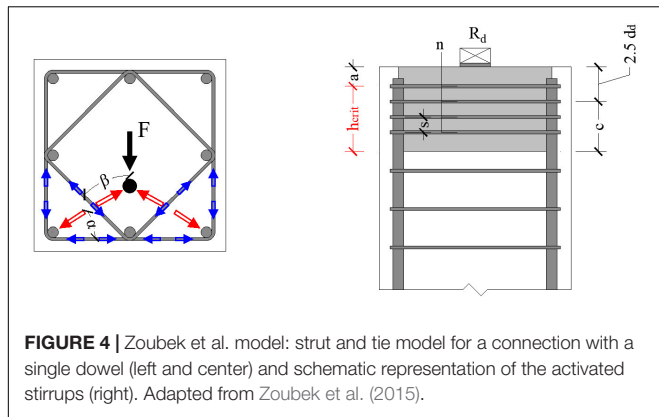 F
β
α
R_d
n
a
h_crit
s
c
2.5 d_d
FIGURE 4 | Zoubek et al. model: strut and tie model for a connection with a
single dowel (left and center) and schematic representation of the activated
stirrups (right). Adapted from Zoubek et al. (2015).